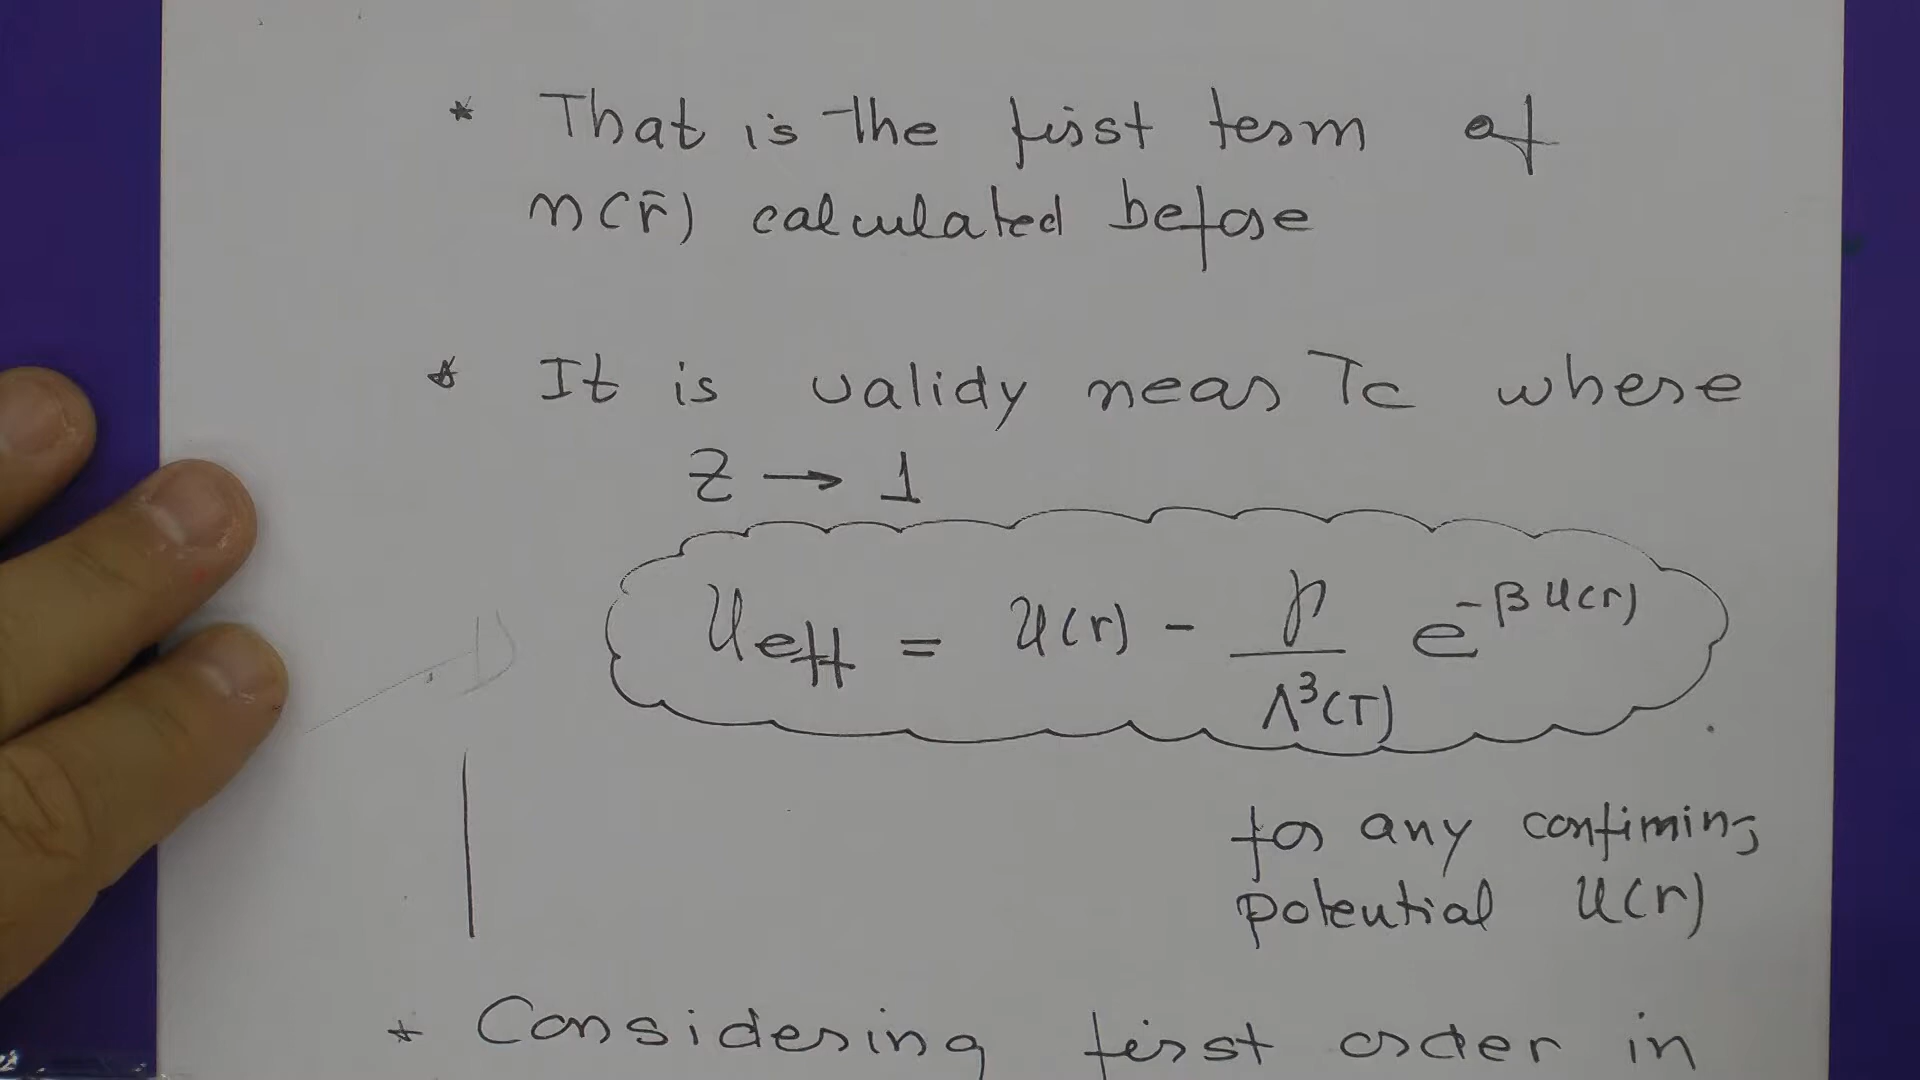 * That is the first term of
n(r̄) calculated before
* It is validy near Tc where
z → 1
Ueff = U(r) - γ/Λ³(T) e^{-βU(r)}
for any confiming
potential U(r)
* Considering first order in